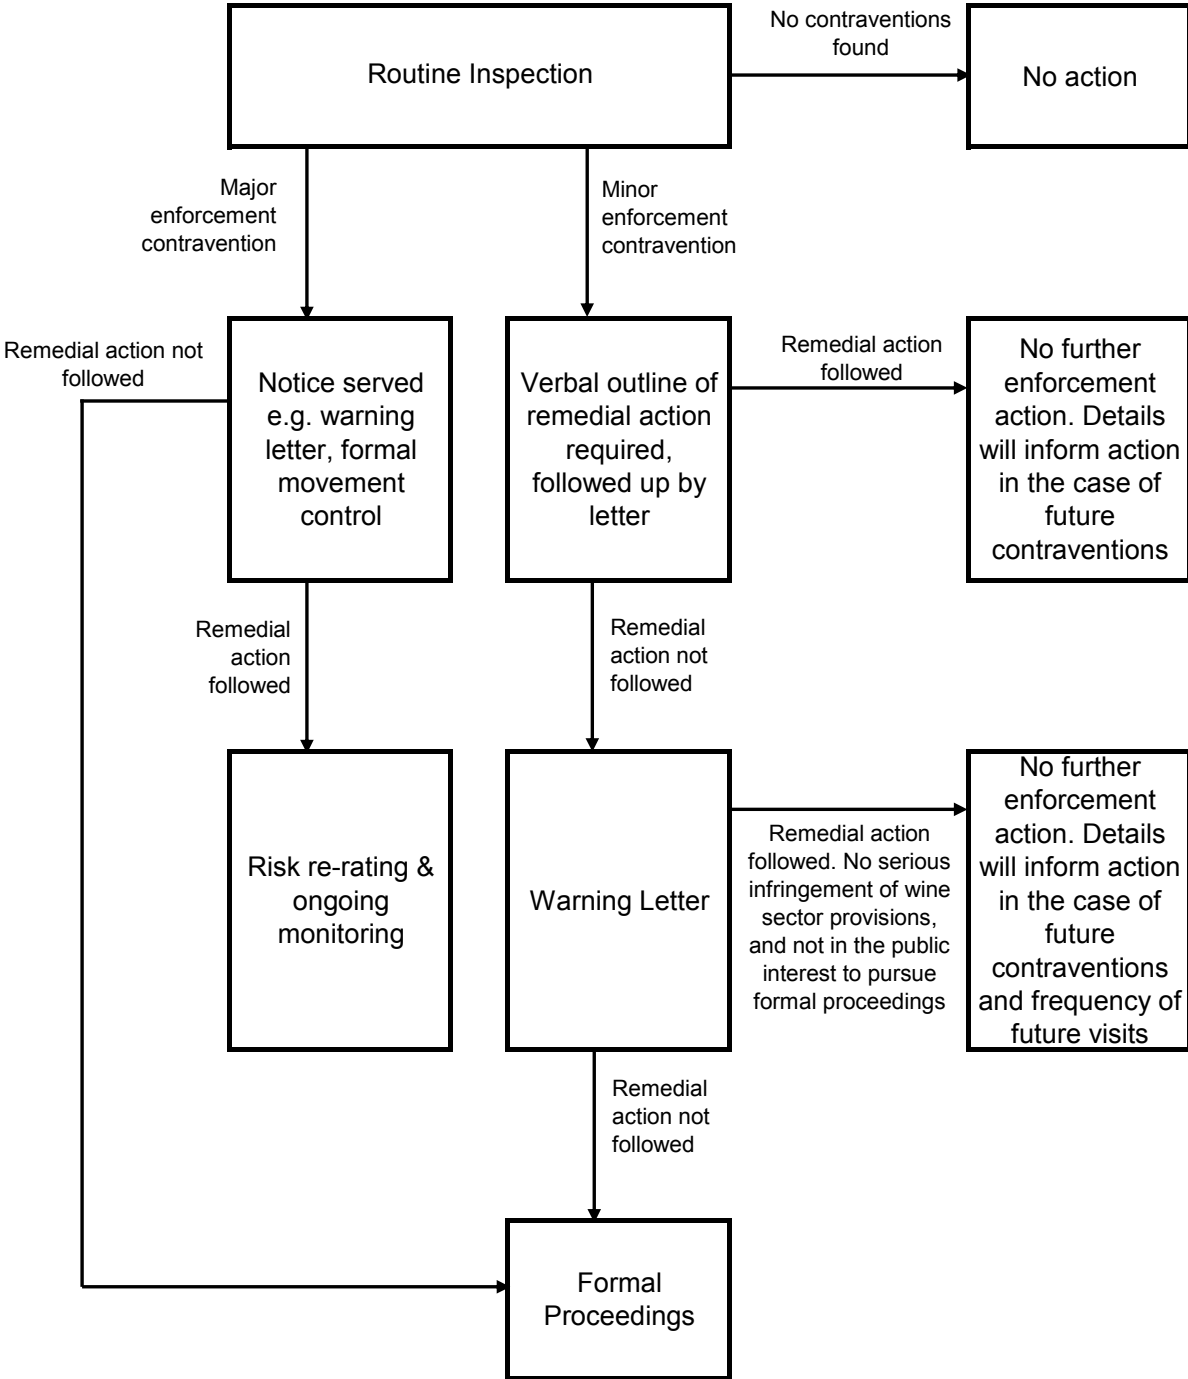 No contraventions
found
Routine Inspection
No action
Major
enforcement
contravention
Minor
enforcement
contravention
Remedial action not
followed
Notice served
e.g. warning
letter, formal
movement
control
Verbal outline of
remedial action
required,
followed up by
letter
Remedial action
followed
No further
enforcement
action. Details
will inform action
in the case of
future
contraventions
Remedial
action
followed
Remedial
action not
followed
Risk re-rating &
ongoing
monitoring
Warning Letter
Remedial action
followed. No serious
infringement of wine
sector provisions,
and not in the public
interest to pursue
formal proceedings
No further
enforcement
action. Details
will inform action
in the case of
future
contraventions
and frequency of
future visits
Remedial
action not
followed
Formal
Proceedings